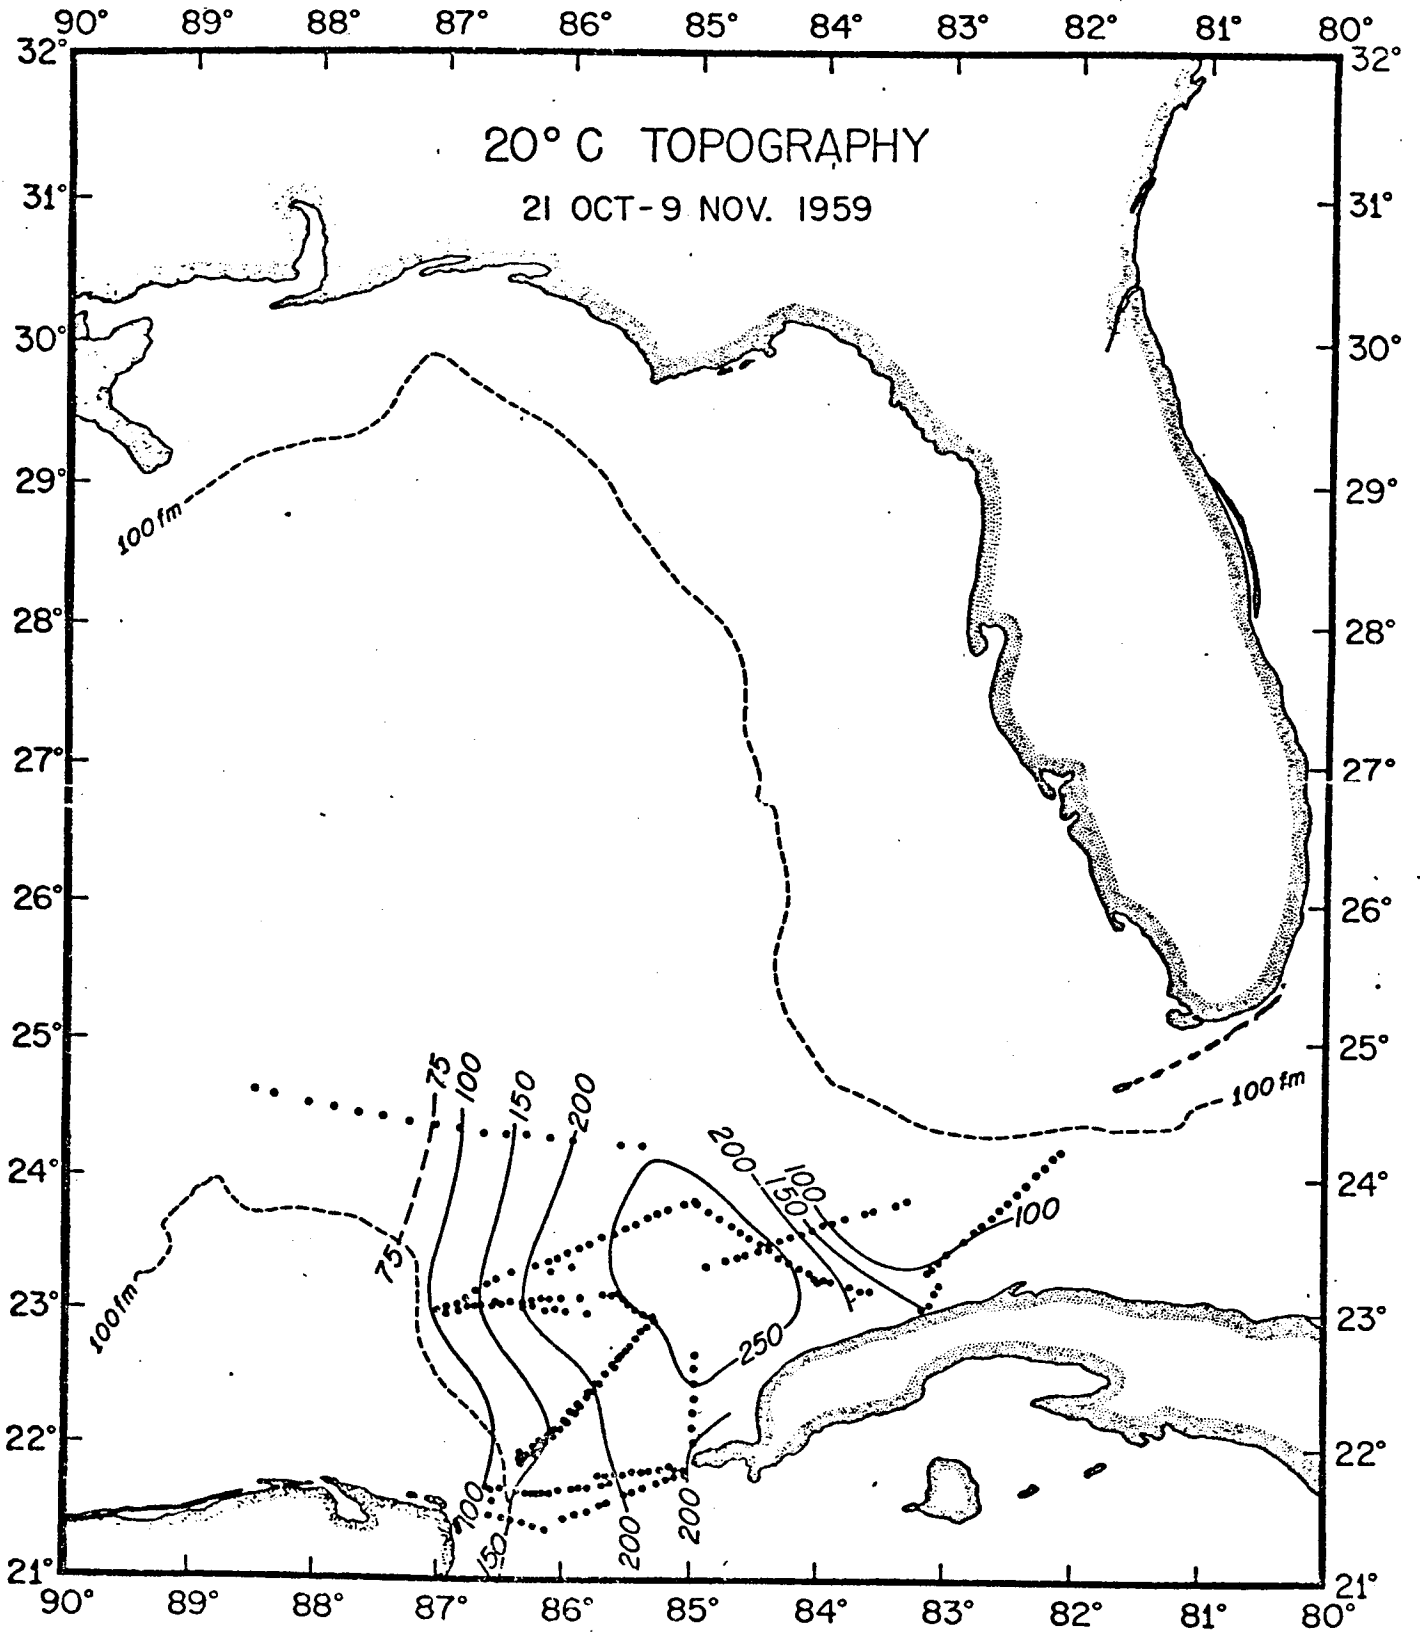 90° 89° 88° 87° 86° 85° 84° 83° 82° 81° 80°
32° 32°
20° C TOPOGRAPHY
31° 21 OCT-9 NOV. 1959 31°
30° 30°
29° 29°
100 fm
28° 28°
27° 27°
26° 26°
25° 25°
75 100 150 200 100 fm
24° 200 150 100 24°
75 100
100 fm 23° 250 23°
22° 22°
100 150 200 200
21° 21°
90° 89° 88° 87° 86° 85° 84° 83° 82° 81° 80°